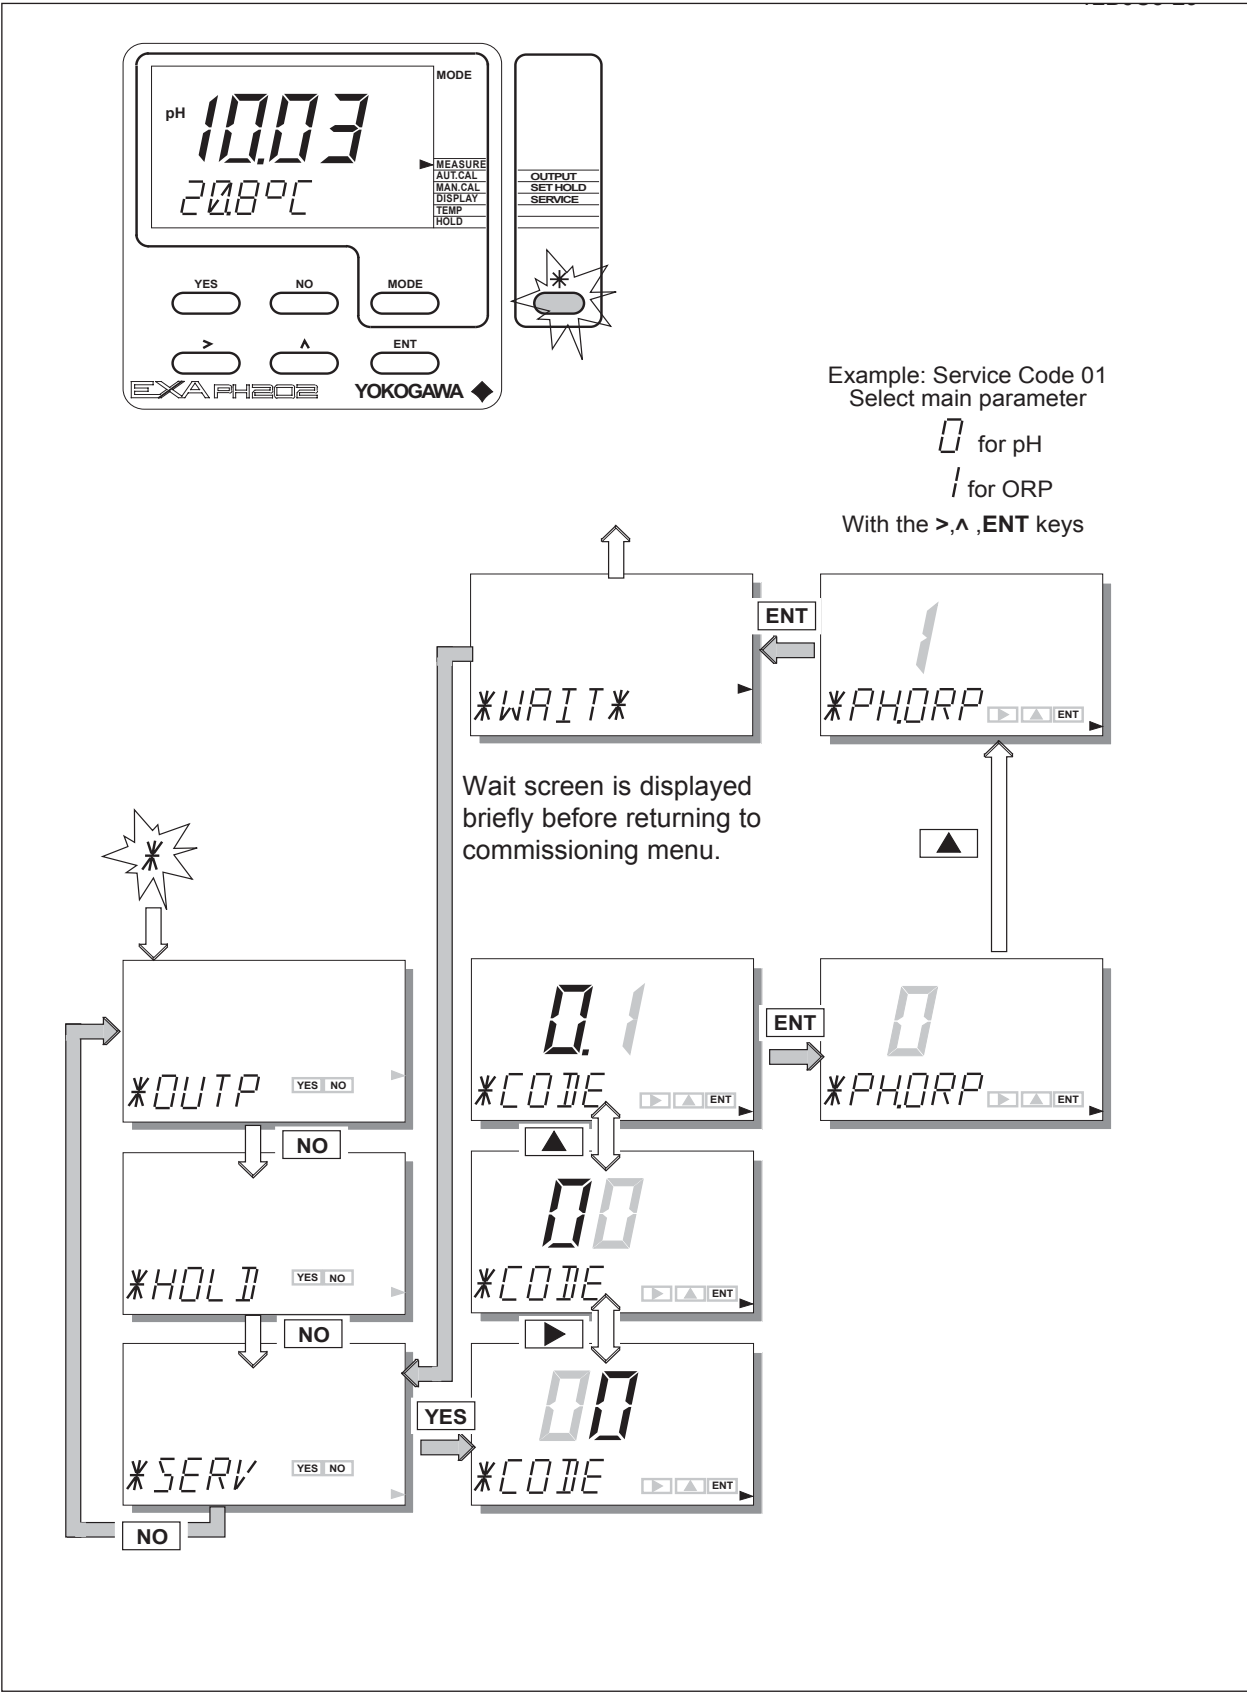 MODE
pH 10.03
MEASURE
AUT.CAL
MAN.CAL
DISPLAY
TEMP
HOLD
20.8°C
OUTPUT
SET HOLD
SERVICE
*
YES NO MODE
> ∧ ENT
EXA PH202 YOKOGAWA
Example: Service Code 01
Select main parameter
0 for pH
1 for ORP
With the >,∧ ,ENT keys
*WAIT*
ENT
1
*PH.ORP ENT
Wait screen is displayed
briefly before returning to
commissioning menu.
*
*OUTP YES NO
NO
*HOLD YES NO
NO
*SERV YES NO
NO
YES
0.1
*CODE ENT
ENT
0
*PH.ORP ENT
00
*CODE ENT
00
*CODE ENT